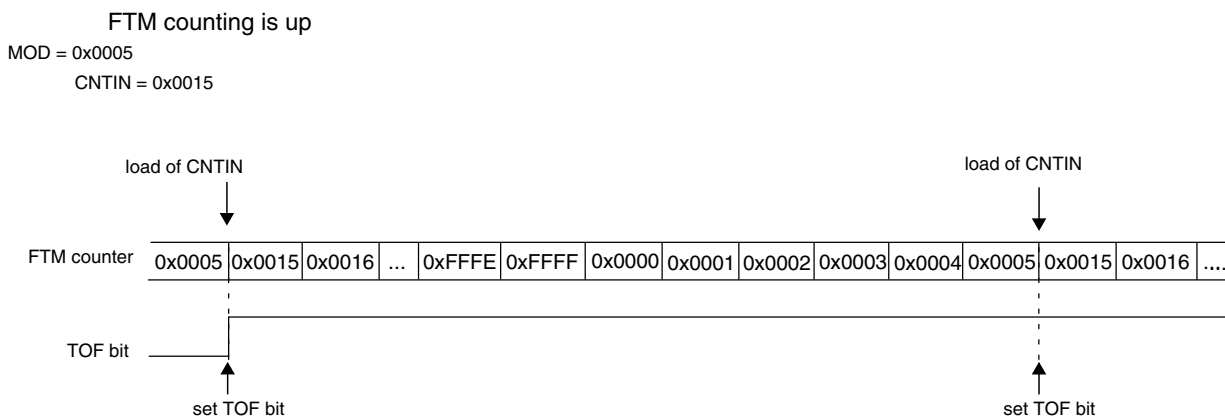 FTM counting is up
MOD = 0x0005
CNTIN = 0x0015
load of CNTIN load of CNTIN
FTM counter 0x0005 0x0015 0x0016 ... 0xFFFE 0xFFFF 0x0000 0x0001 0x0002 0x0003 0x0004 0x0005 0x0015 0x0016 ....
TOF bit
set TOF bit set TOF bit